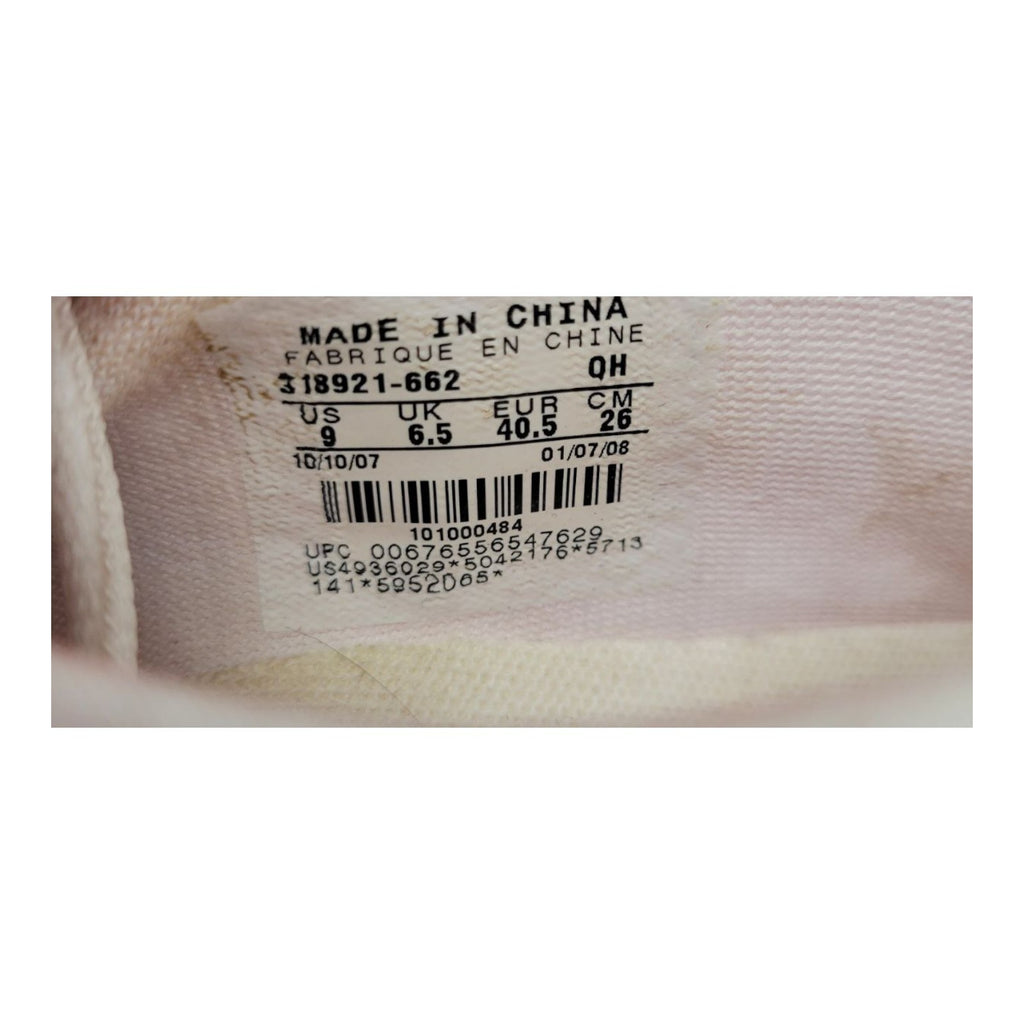 MADE IN CHINA
FABRIQUE EN CHINE
318921-662 QH
US UK EUR CM
9 6.5 40.5 26
10/10/07 01/07/08
101000484
UPC 00676556547629
US4936029*5042176*5713
141*5952065*